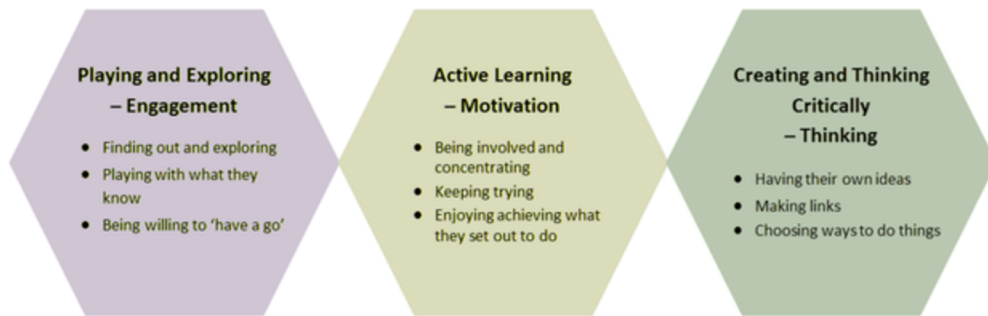 Playing and Exploring
– Engagement
● Finding out and exploring
● Playing with what they
know
● Being willing to ‘have a go’
Active Learning
– Motivation
● Being involved and
concentrating
● Keeping trying
● Enjoying achieving what
they set out to do
Creating and Thinking
Critically
– Thinking
● Having their own ideas
● Making links
● Choosing ways to do things